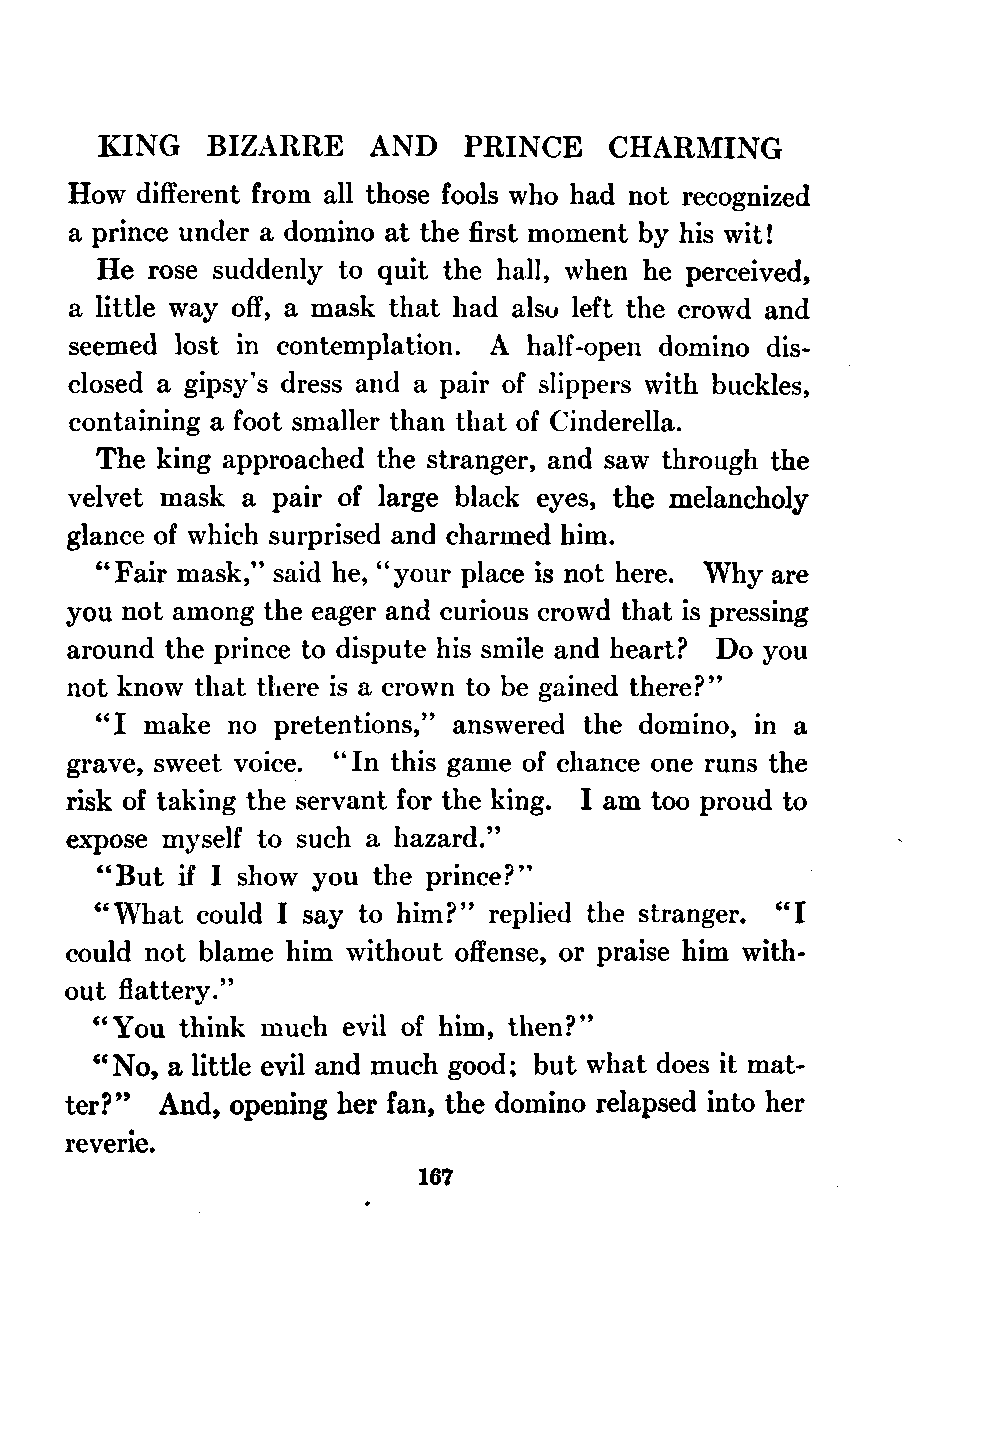 KING BIZARRE AND PRINCE CHARMING
How different from all those fools who had not recognized
a prince under a domino at the first moment by his wit!
He rose suddenly to quit the hall, when he perceived,
a little way off, a mask that had also left the crowd and
seemed lost in contemplation. A half-open domino dis-
closed a gipsy's dress and a pair of slippers with buckles,
containing a foot smaller than that of Cinderella.
The king approached the stranger, and saw through the
velvet mask a pair of large black eyes, the melancholy
glance of which surprised and charmed him.
“Fair mask,” said he, “your place is not here. Why are
you not among the eager and curious crowd that is pressing
around the prince to dispute his smile and heart? Do you
not know that there is a crown to be gained there?”
“I make no pretentions,” answered the domino, in a
grave, sweet voice. “In this game of chance one runs the
risk of taking the servant for the king. I am too proud to
expose myself to such a hazard.”
“But if I show you the prince?”
“What could I say to him?” replied the stranger. “I
could not blame him without offense, or praise him with-
out flattery.”
“You think much evil of him, then?”
“No, a little evil and much good; but what does it mat-
ter?” And, opening her fan, the domino relapsed into her
reverie.
167